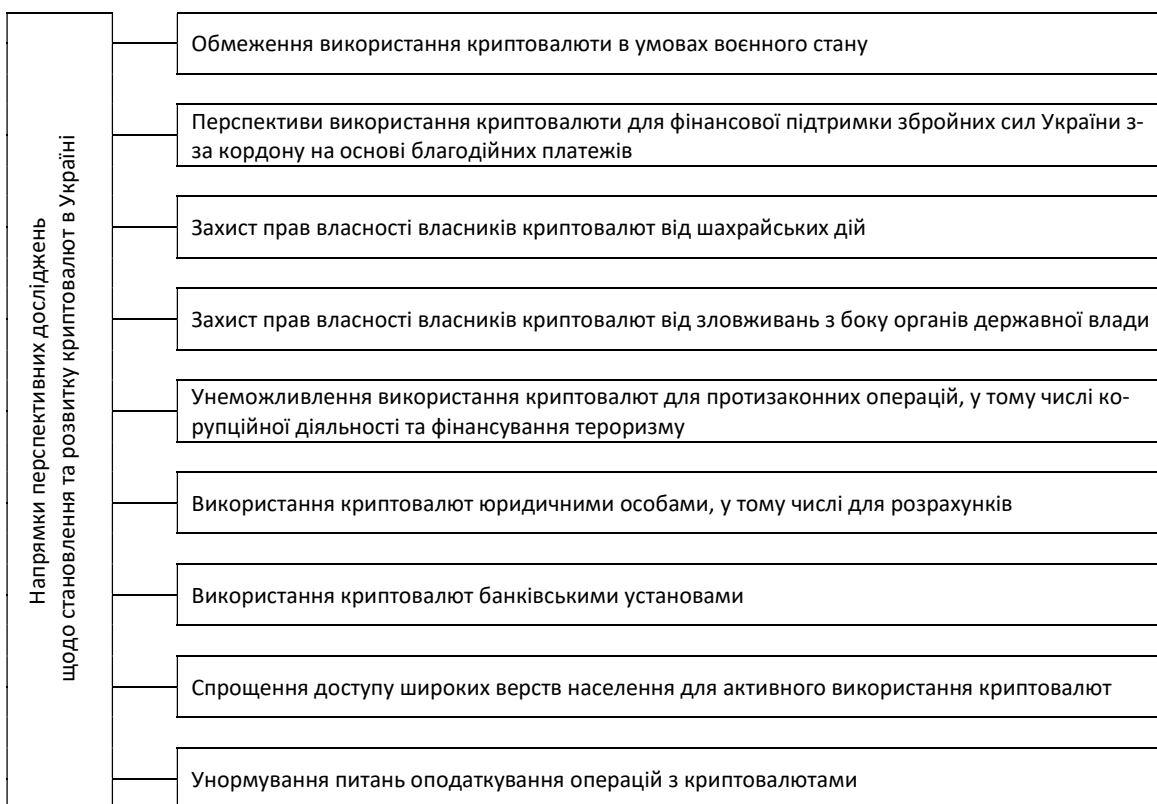 Напрямки перспективних досліджень
щодо становлення та розвитку криптовалют в Україні
Обмеження використання криптовалюти в умовах воєнного стану
Перспективи використання криптовалюти для фінансової підтримки збройних сил України з-
за кордону на основі благодійних платежів
Захист прав власності власників криптовалют від шахрайських дій
Захист прав власності власників криптовалют від зловживань з боку органів державної влади
Унеможливлення використання криптовалют для протизаконних операцій, у тому числі ко-
рупційної діяльності та фінансування тероризму
Використання криптовалют юридичними особами, у тому числі для розрахунків
Використання криптовалют банківськими установами
Спрощення доступу широких верств населення для активного використання криптовалют
Унормування питань оподаткування операцій з криптовалютами